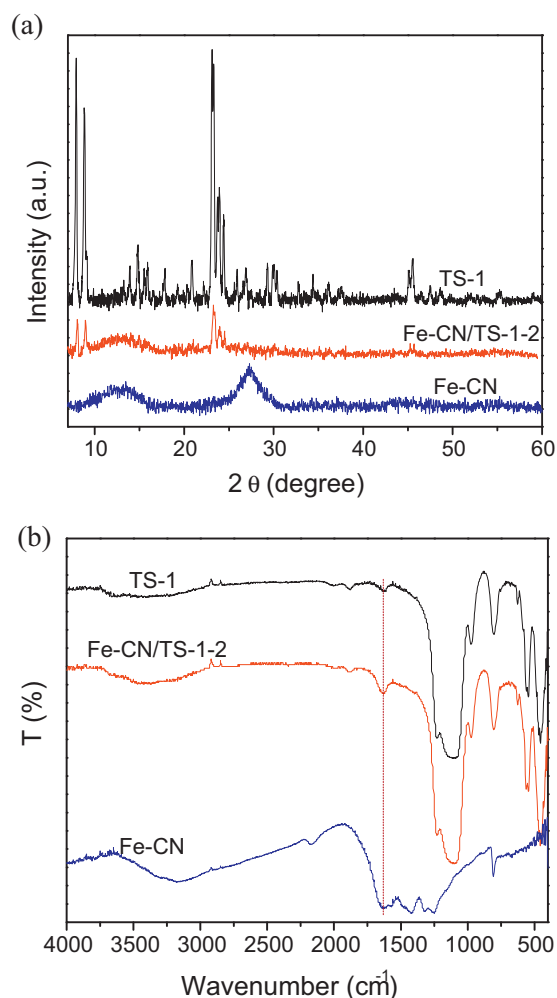 (a)
Intensity (a.u.)
TS-1
Fe-CN/TS-1-2
Fe-CN
10 20 30 40 50 60
2 θ (degree)
(b)
T (%)
TS-1
Fe-CN/TS-1-2
Fe-CN
4000 3500 3000 2500 2000 1500 1000 500
Wavenumber (cm-1)